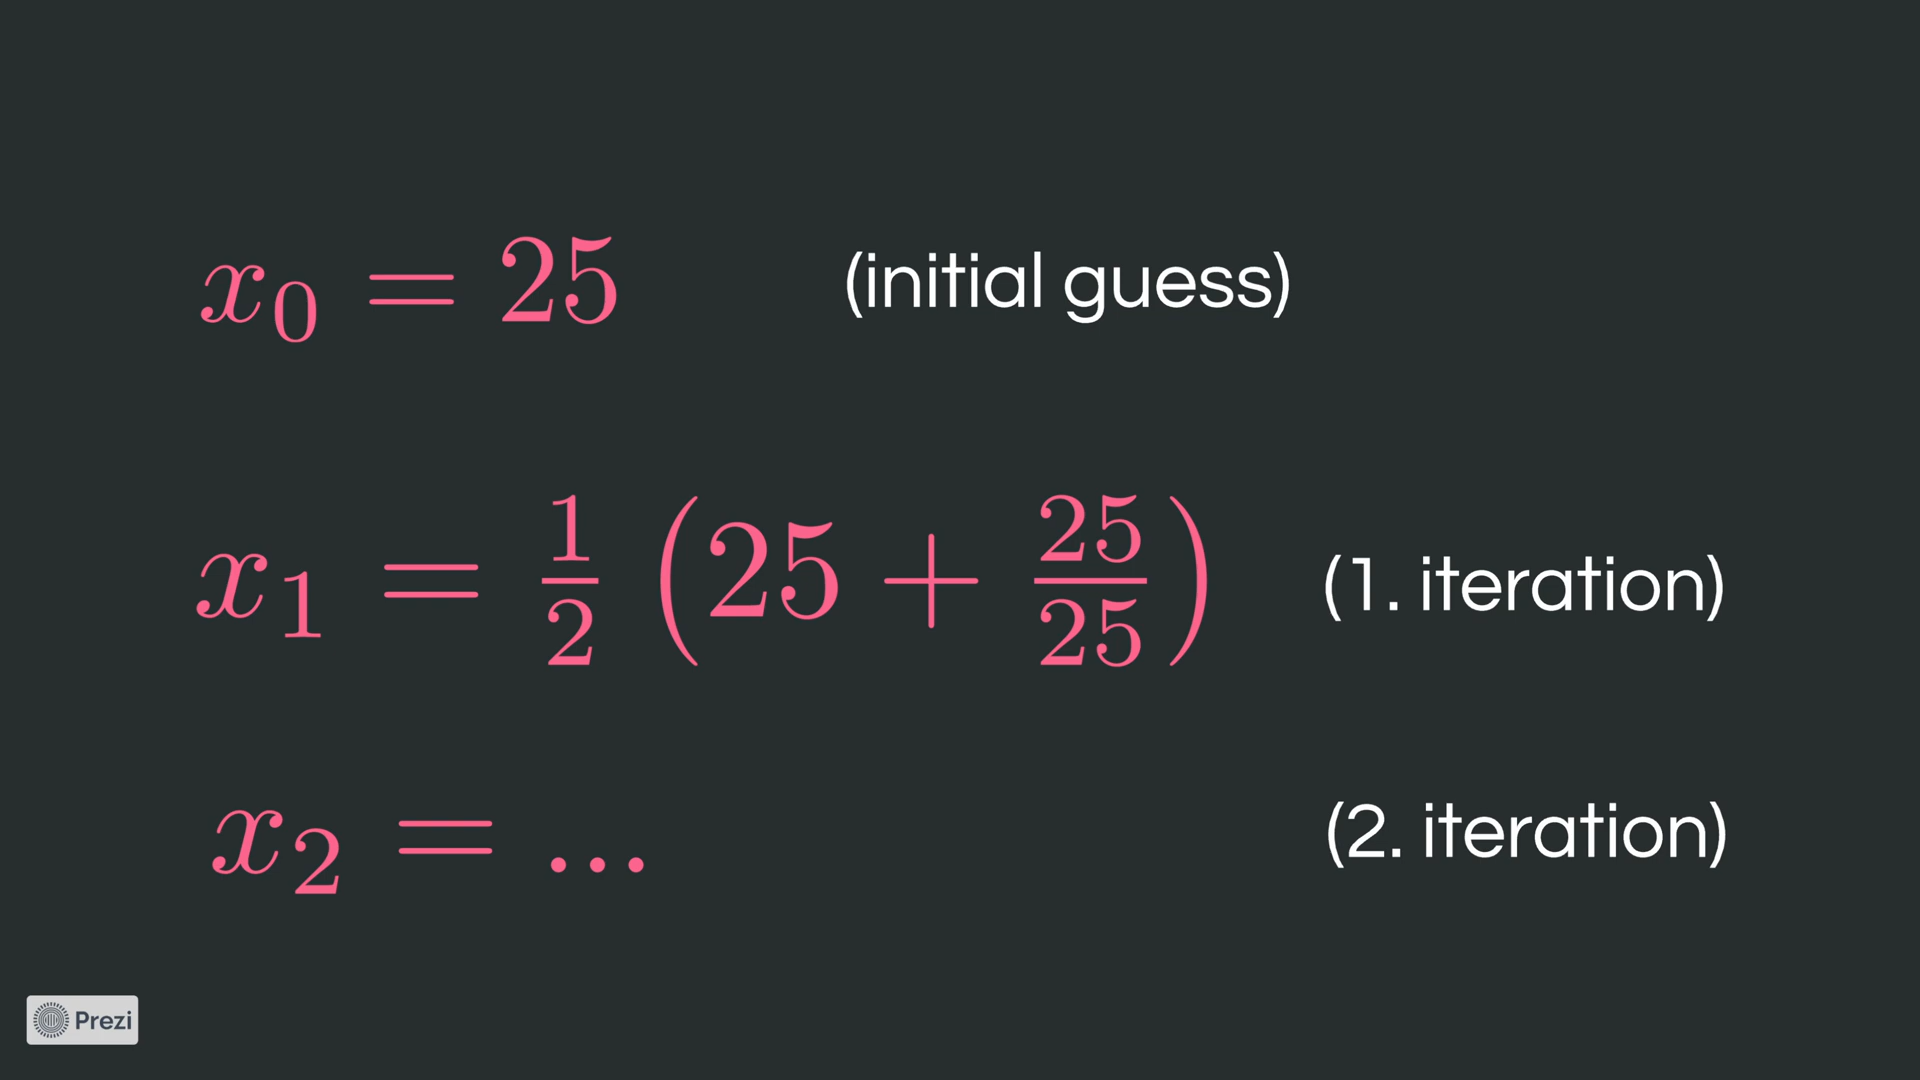 x₀ = 25 (initial guess)
x₁ = 1/2 (25 + 25/25) (1. iteration)
x₂ = ... (2. iteration)
Prezi